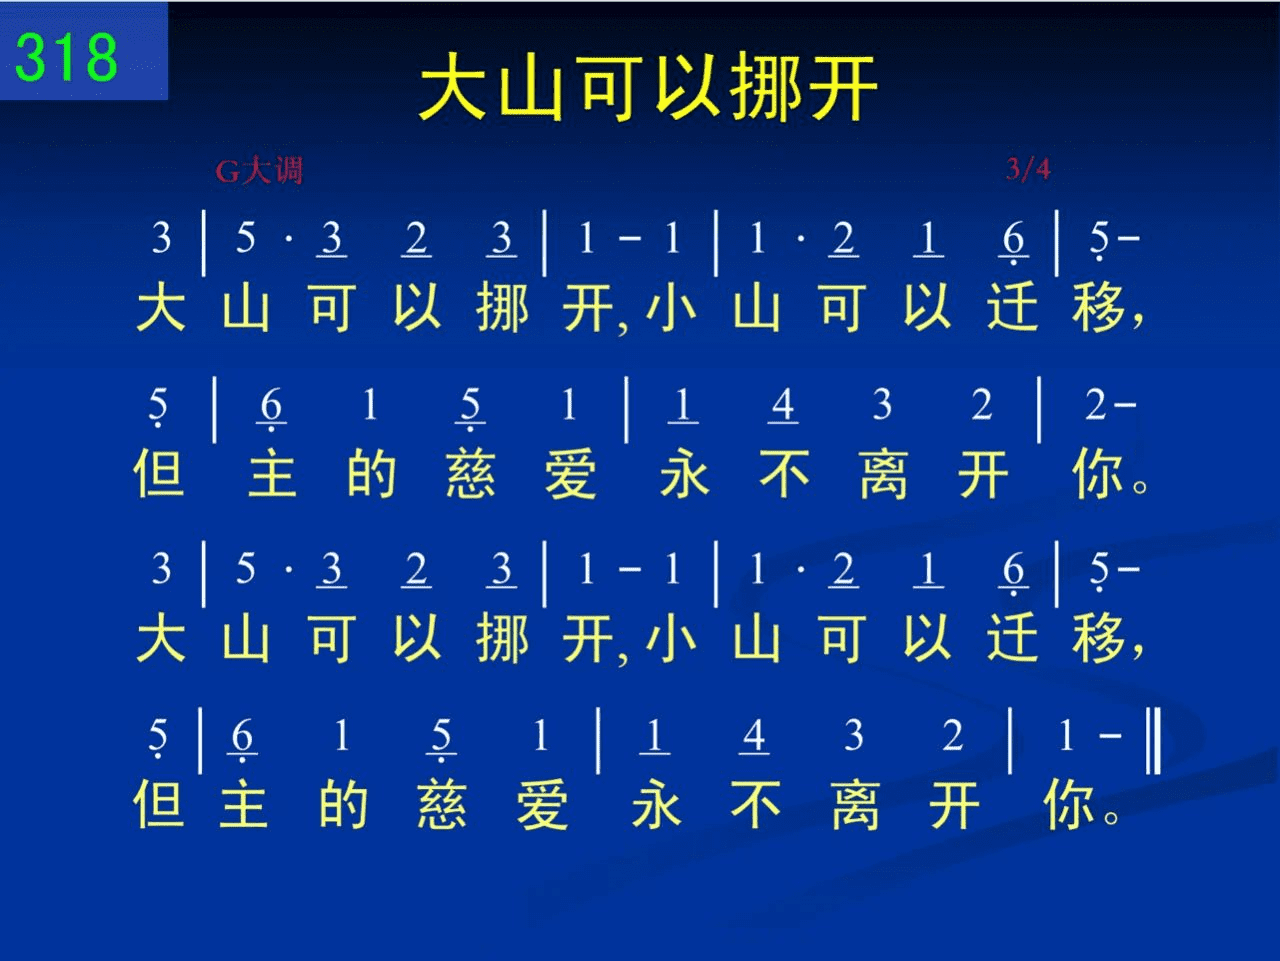 318
大山可以挪开
G大调 3/4
3 | 5 · 3 2 3 | 1 - 1 | 1 · 2 1 6 | 5 -
大山可以挪开,小山可以迁移，
5 | 6 1 5 1 | 1 4 3 2 | 2 -
但主的慈爱永不离开你。
3 | 5 · 3 2 3 | 1 - 1 | 1 · 2 1 6 | 5 -
大山可以挪开,小山可以迁移，
5 | 6 1 5 1 | 1 4 3 2 | 1 - ‖
但主的慈爱永不离开你。